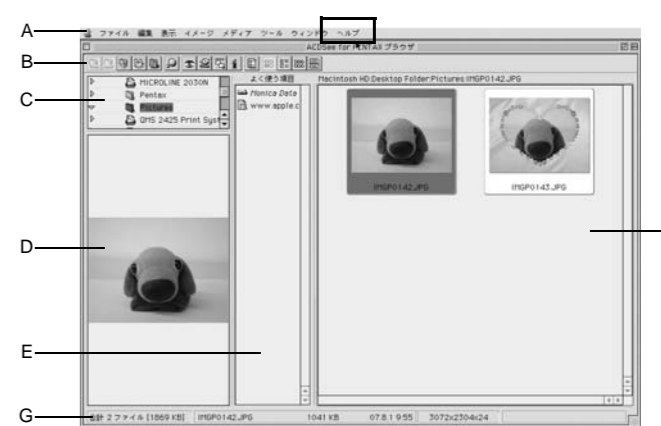 A
ファイル 編集 表示 イメージ メディア ツール ウィンドウ ヘルプ
ACDSee for PENTAX ブラウザ
B
C
MICROLINE 2030N
Pentax
Pictures
QMS 2425 Print Syst
よく使う項目
Monica Data
www.apple.c
Macintosh HD:Desktop Folder:Pictures:IMGP0142.JPG
IMGP0142.JPG
IMGP0143.JPG
D
E
G
合計 2 ファイル [1869 KB]
IMGP0142.JPG
1041 KB
07.8.1 9:55
3072x2304x24